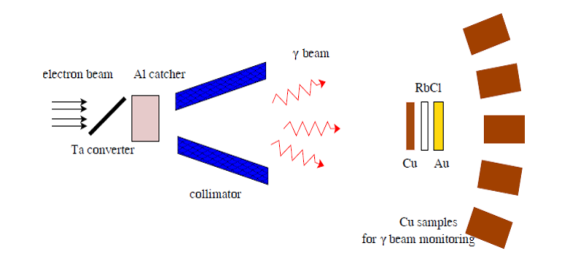 γ beam
electron beam
Al catcher
RbCl
Ta converter
Cu
Au
collimator
Cu samples
for γ beam monitoring